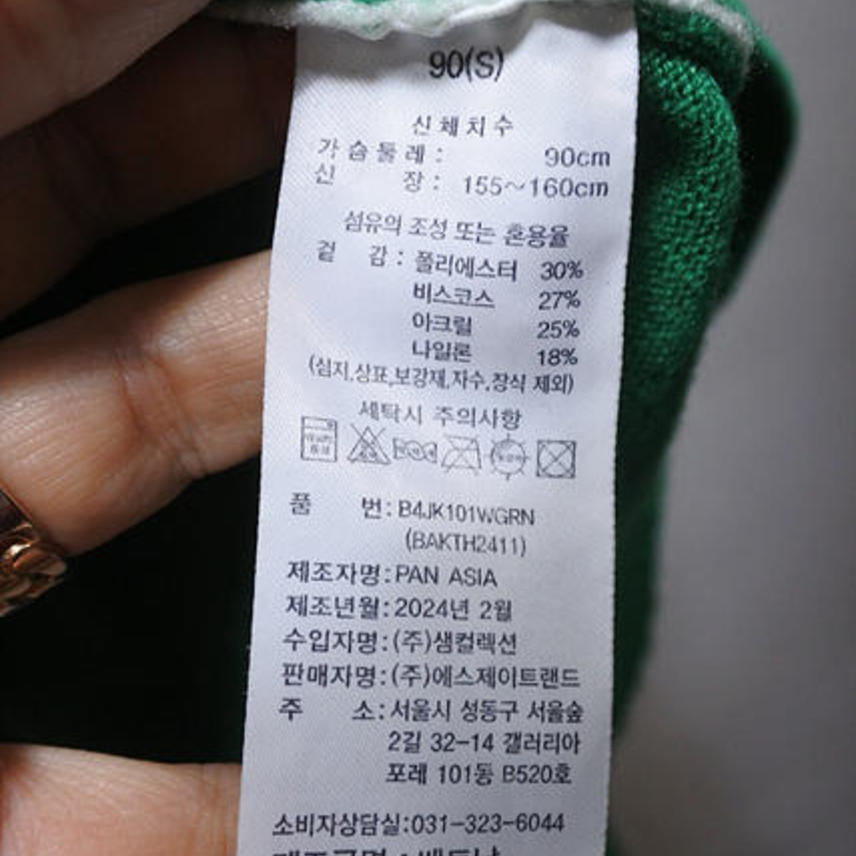 90(S)
신체치수
가슴둘레: 90cm
신 장: 155~160cm
섬유의 조성 또는 혼용율
겉 감: 폴리에스터 30%
비스코스 27%
아크릴 25%
나일론 18%
(심지,상표,보강재,자수,장식 제외)
세탁시 주의사항
품 번: B4JK101WGRN
(BAKTH2411)
제조자명:PAN ASIA
제조년월:2024년 2월
수입자명:(주)샘컬렉션
판매자명:(주)에스제이트랜드
주 소:서울시 성동구 서울숲
2길 32-14 갤러리아
포레 101동 B520호
소비자상담실:031-323-6044